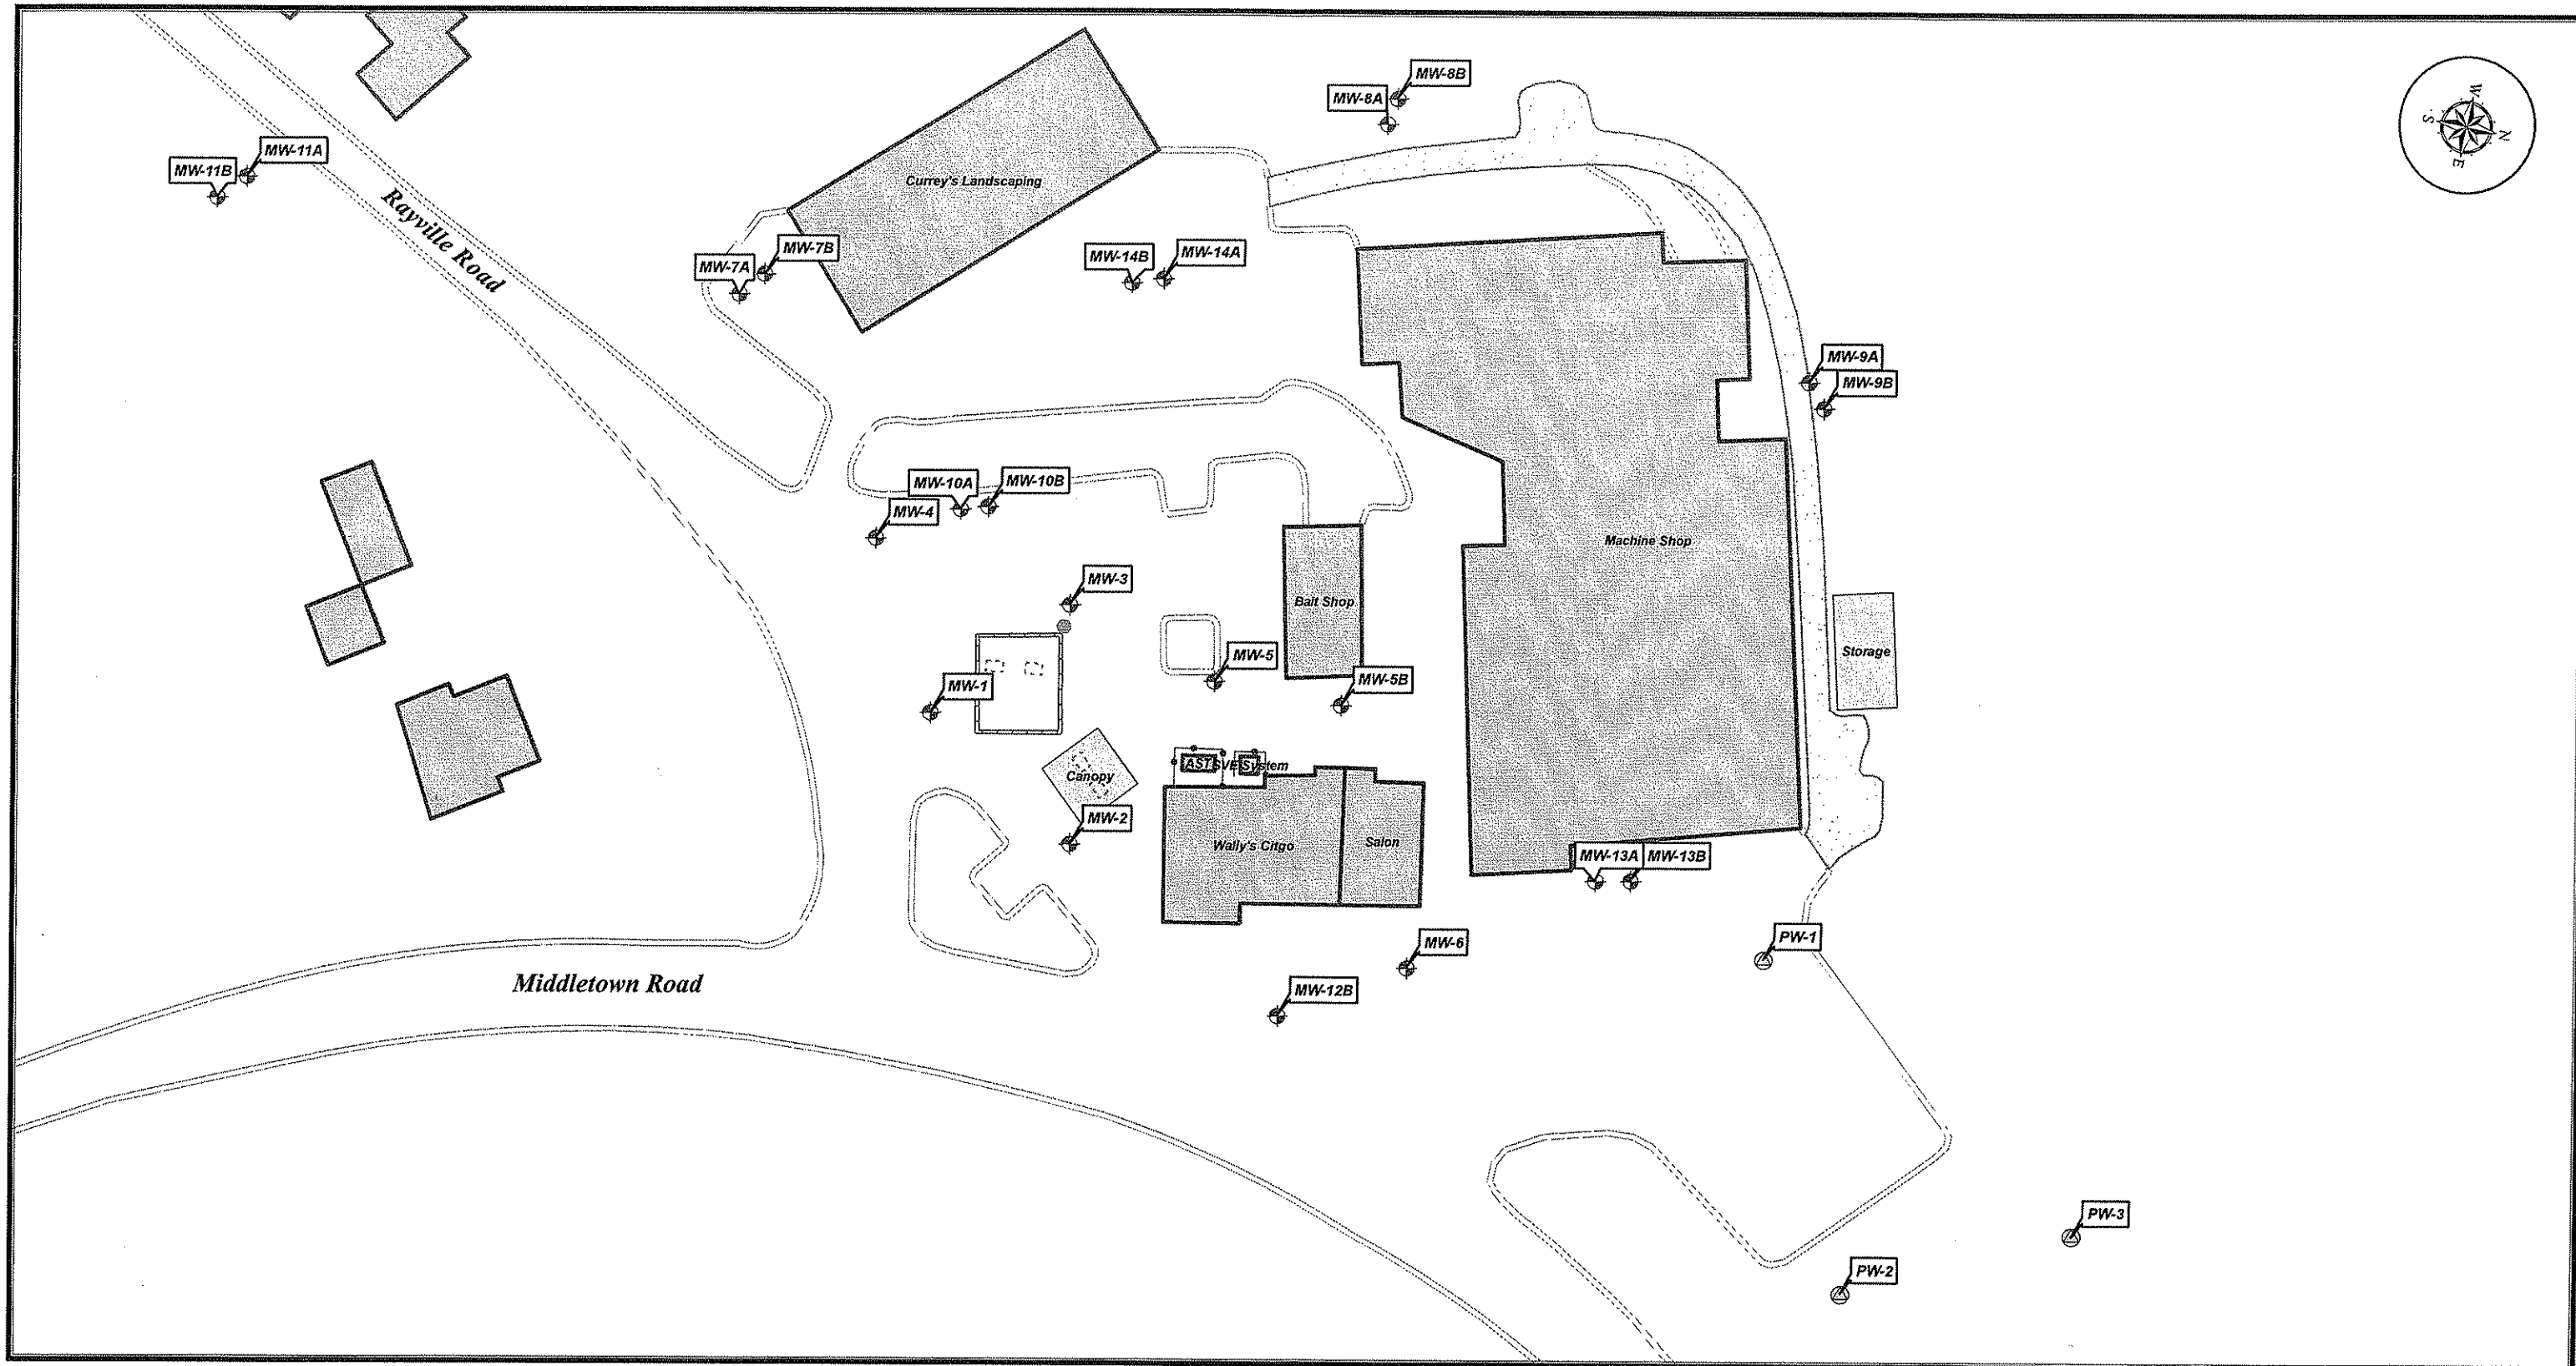 MW-8B
MW-8A
W
S
N
E
MW-11A
MW-11B
Currey's Landscaping
Rayville Road
MW-7B
MW-7A
MW-14B
MW-14A
MW-9A
MW-9B
MW-10A
MW-10B
MW-4
Machine Shop
MW-3
Bait Shop
Storage
MW-5
MW-5B
MW-1
AST
SVE System
Canopy
MW-2
Wally's Citgo
Salon
MW-13A
MW-13B
PW-1
MW-6
Middletown Road
MW-12B
PW-3
PW-2